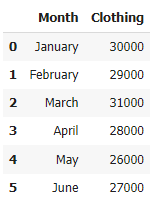 Month Clothing
0 January 30000
1 February 29000
2 March 31000
3 April 28000
4 May 26000
5 June 27000